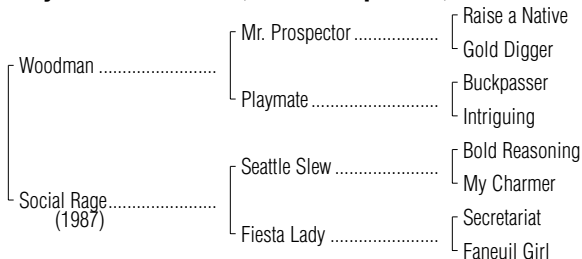 Raise a Native
Mr. Prospector ..................
Gold Digger
Woodman .........................
Buckpasser
Playmate ...........................
Intriguing
Bold Reasoning
Seattle Slew ......................
My Charmer
Social Rage.......................
(1987)
Secretariat
Fiesta Lady .......................
Faneuil Girl